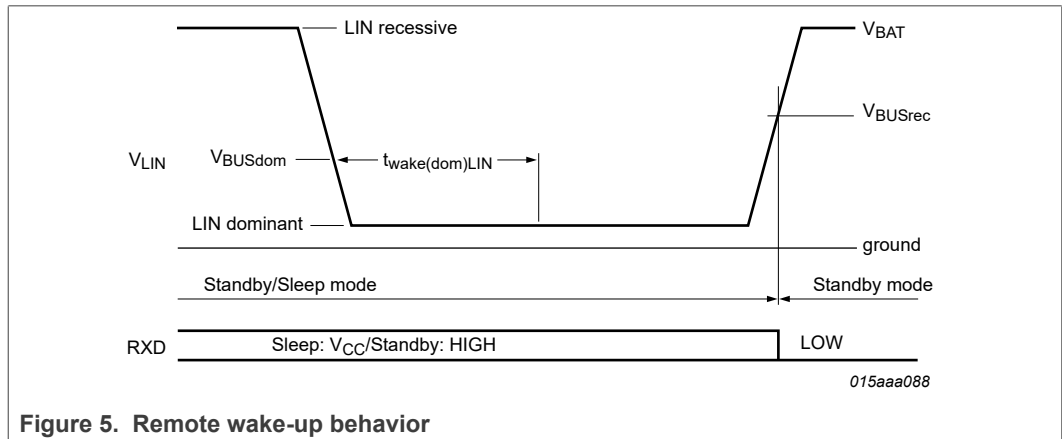 LIN recessive
V_BAT
V_BUSrec
V_LIN
V_BUSdom
t_wake(dom)LIN
LIN dominant
ground
Standby/Sleep mode
Standby mode
RXD
Sleep: V_CC/Standby: HIGH
LOW
015aaa088
Figure 5. Remote wake-up behavior